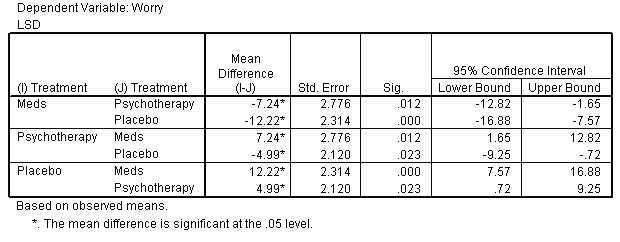 Dependent Variable: Worry
LSD
Mean Difference (I-J)
95% Confidence Interval
(I) Treatment (J) Treatment Std. Error Sig. Lower Bound Upper Bound
Meds Psychotherapy -7.24* 2.776 .012 -12.82 -1.65
Placebo -12.22* 2.314 .000 -16.88 -7.57
Psychotherapy Meds 7.24* 2.776 .012 1.65 12.82
Placebo -4.99* 2.120 .023 -9.25 -.72
Placebo Meds 12.22* 2.314 .000 7.57 16.88
Psychotherapy 4.99* 2.120 .023 .72 9.25
Based on observed means.
*. The mean difference is significant at the .05 level.